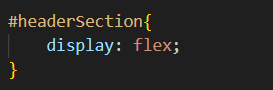 #headerSection{
    display: flex;
}